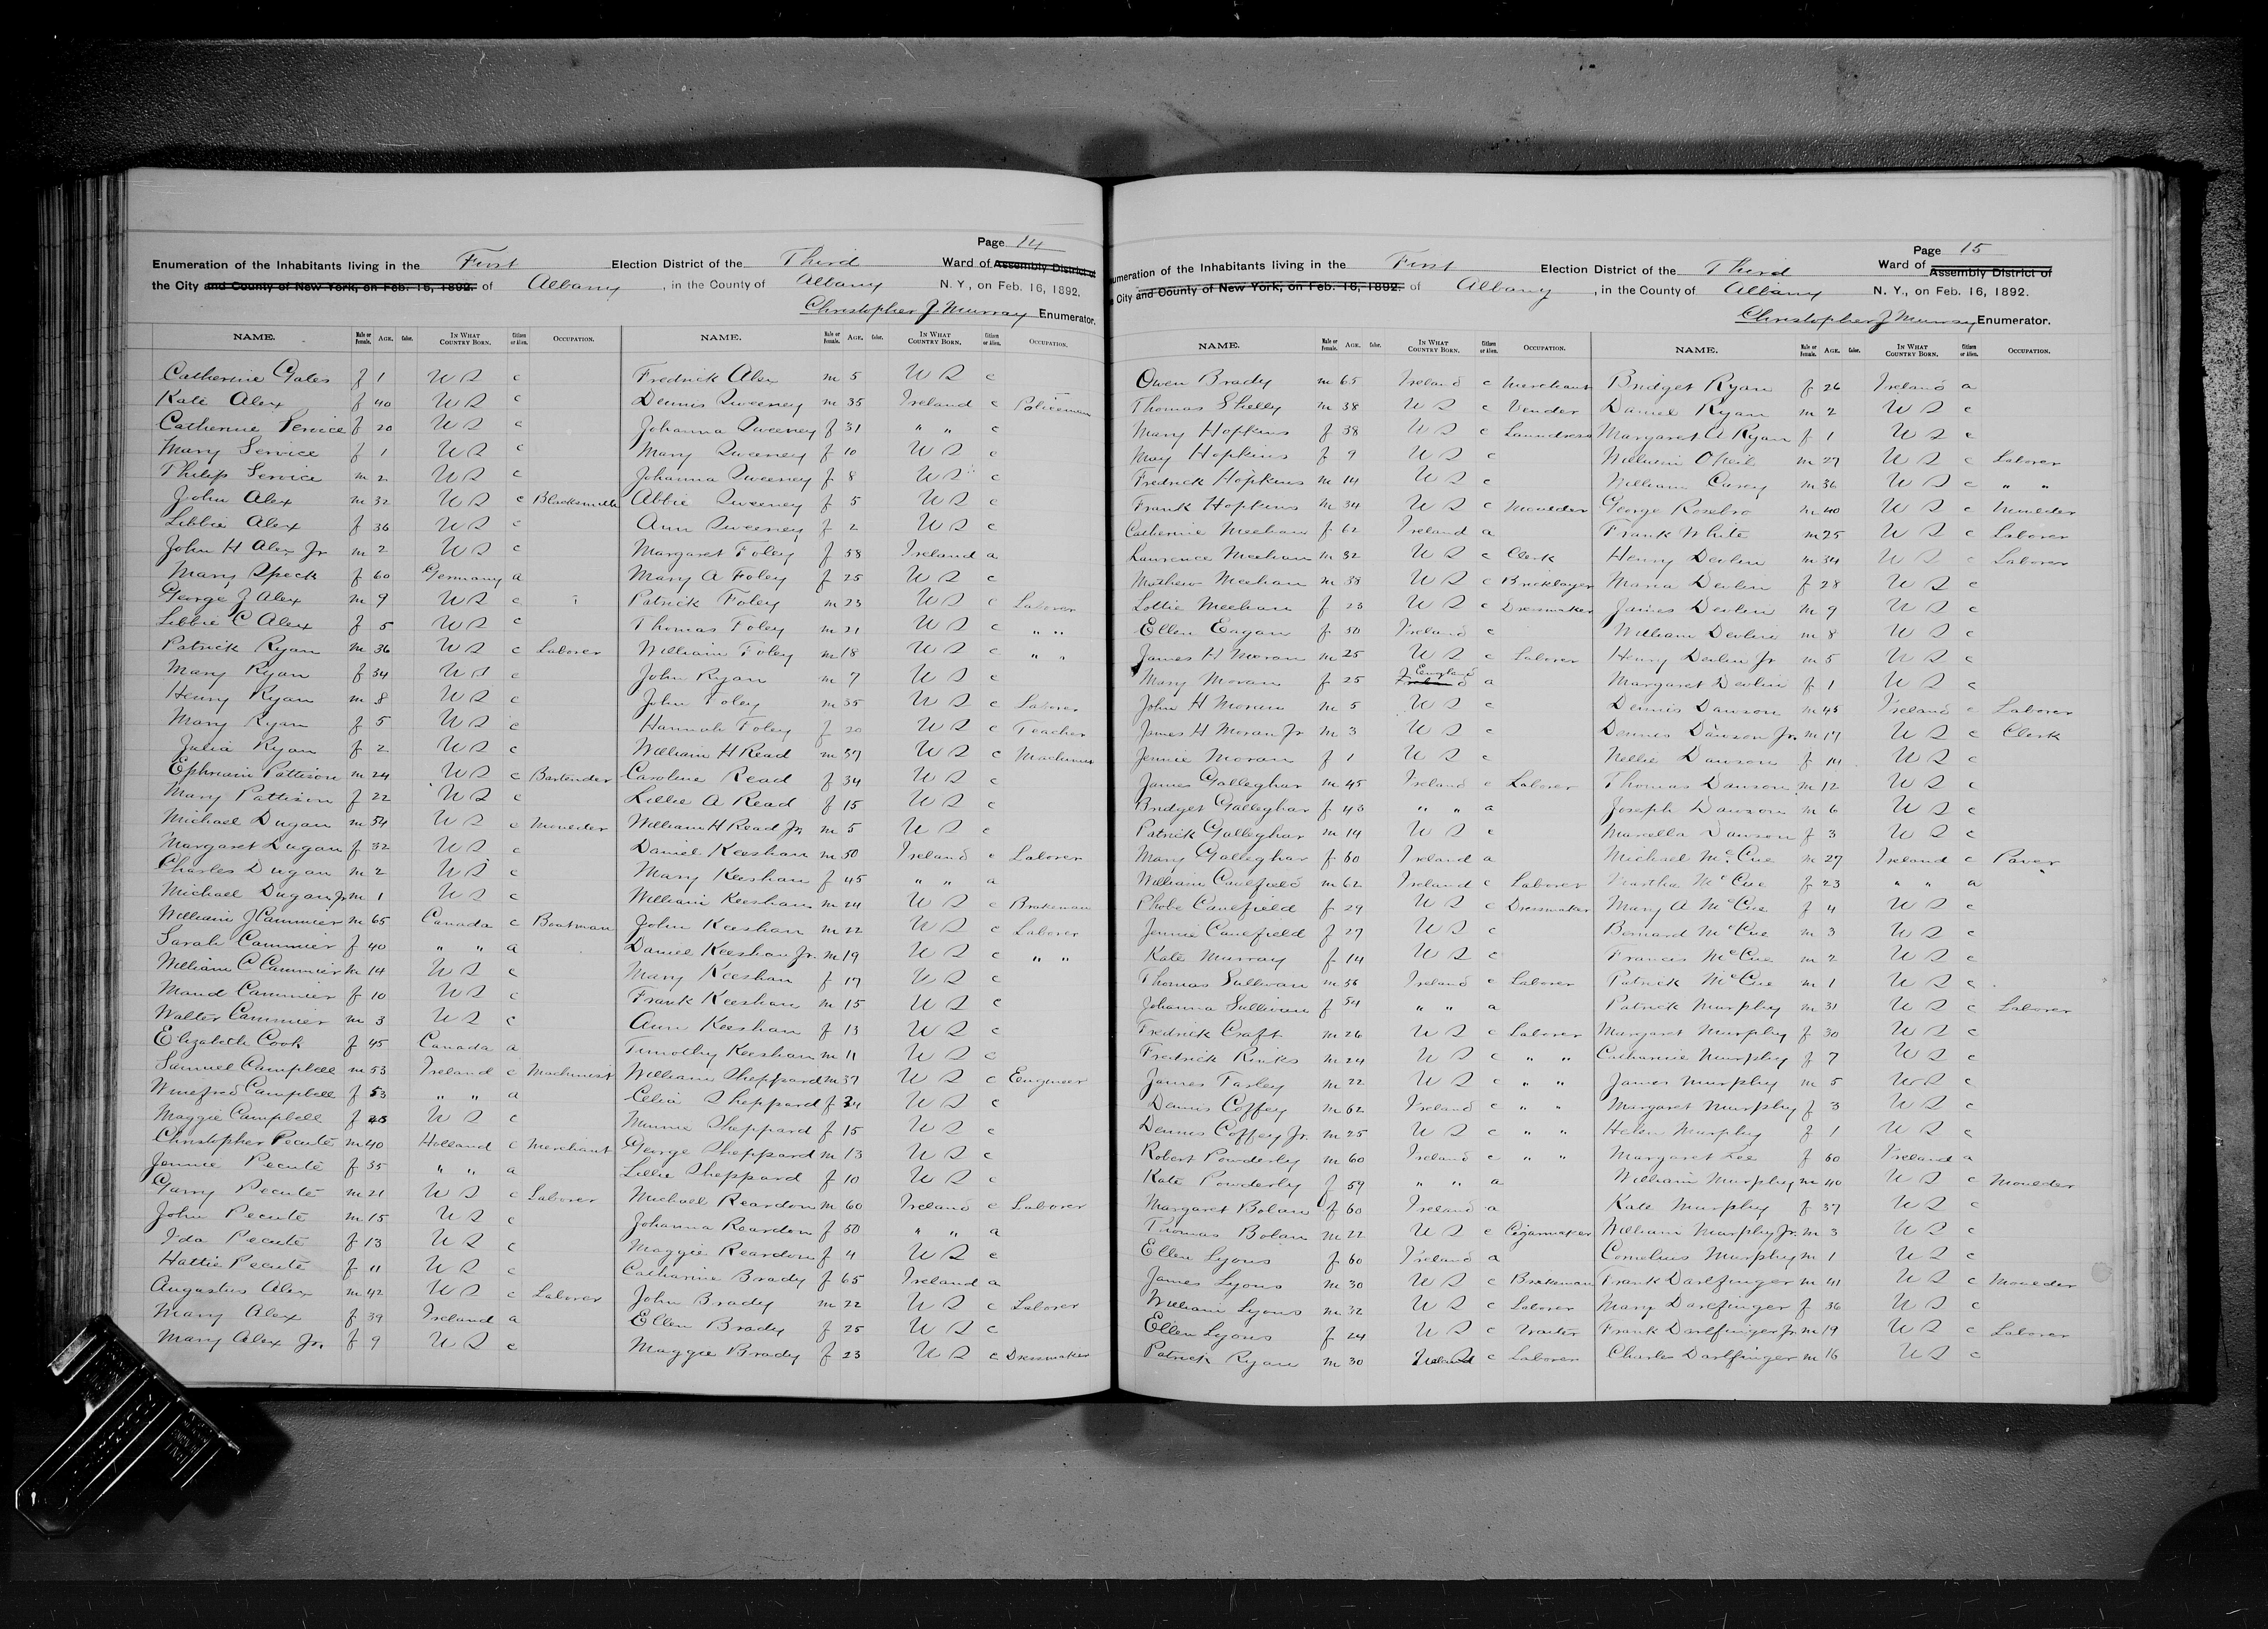 Page 14
Enumeration of the Inhabitants living in the First Election District of the Third Ward of Assembly District of
the City and County of New York, on Feb. 16, 1892. of Albany, in the County of Albany N. Y., on Feb. 16, 1892.
Christopher J Murray Enumerator.
NAME. Male or Female. AGE. Color. IN WHAT COUNTRY BORN. Citizen or Alien. OCCUPATION. NAME. Male or Female. AGE. Color. IN WHAT COUNTRY BORN. Citizen or Alien. OCCUPATION.
Catherine Gates f 1 U S c
Kate Alex f 40 U S c
Catherine Service f 20 U S c
Mary Service f 1 U S c
Philip Service m 2 U S c
John Alex m 32 U S c Blacksmith
Libbie Alex f 36 U S c
John H Alex Jr m 2 U S c
Mary Speck f 60 Germany a
George J Alex m 9 U S c
Libbie C Alex f 5 U S c
Patrick Ryan m 36 U S c Laborer
Mary Ryan f 34 U S c
Henry Ryan m 8 U S c
Mary Ryan f 5 U S c
Julia Ryan f 2 U S c
Ephriam Pattison m 24 U S c Bartender
Mary Pattison f 22 U S c
Michael Dugan m 54 U S c Moulder
Margaret Dugan f 32 U S c
Charles Dugan m 2 U S c
Michael Dugan Jr m 1 U S c
William J Cammier m 65 Canada c Boatman
Sarah Cammier f 40 " " a
William C Cammier m 14 U S c
Maud Cammier f 10 U S c
Walter Cammier m 3 U S c
Elizabeth Cook f 45 Canada a
Samuel Campbell m 53 Ireland c Machinist
Winefred Campbell f 53 " " a
Maggie Campbell f U S c
Christopher Pecute m 40 Holland c Merchant
Jennie Pecute f 35 " " a
Garry Pecute m 21 U S c Laborer
John Pecute m 15 U S c
Ida Pecute f 13 U S c
Hattie Pecute f 11 U S c
Augustus Alex m 42 U S c Laborer
Mary Alex f 39 Ireland a
Mary Alex Jr. f 9 U S c
Fredrick Alex m 5 U S c
Dennis Sweeney m 35 Ireland c Policeman
Johanna Sweeney f 31 " " c
Mary Sweeney f 10 U S c
Johanna Sweeney f 8 U S c
Abbie Sweeney f 5 U S c
Ann Sweeney f 2 U S c
Margaret Foley f 58 Ireland a
Mary A Foley f 25 U S c
Patrick Foley m 23 U S c Laborer
Thomas Foley m 21 U S c " "
William Foley m 18 U S c " "
John Ryan m 7 U S c
John Foley m 35 U S c Laborer
Hannah Foley f 20 U S c Teacher
William H Read m 37 U S c Machinist
Caroline Read f 34 U S c
Lillie A Read f 15 U S c
William H Read Jr. m 5 U S c
Daniel Keeshan m 50 Ireland c Laborer
Mary Keeshan f 45 " " a
William Keeshan m 24 U S c Brakeman
John Keeshan m 22 U S c Laborer
Daniel Keeshan Jr. m 19 U S c " "
Mary Keeshan f 17 U S c
Frank Keeshan m 15 U S c
Ann Keeshan f 13 U S c
Timothy Keeshan m 11 U S c
William Sheppard m 37 U S c Eengineer
Celia Sheppard f 34 U S c
Minnie Sheppard f 15 U S c
George Sheppard m 13 U S c
Lillie Sheppard f 10 U S c
Michael Reardon m 60 Ireland c Laborer
Johanna Reardon f 50 " " a
Maggie Reardon f 11 U S c
Catharine Brady f 65 Ireland a
John Brady m 22 U S c Laborer
Ellen Brady f 25 U S c
Maggie Brady f 23 U S c Dressmaker
Page 15
umeration of the Inhabitants living in the First Election District of the Third Ward of Assembly District of
City and County of New York, on Feb. 16, 1892. of Albany, in the County of Albany N. Y., on Feb. 16, 1892.
Christopher J Murray Enumerator.
NAME. Male or Female. AGE. Color. IN WHAT COUNTRY BORN. Citizen or Alien. OCCUPATION. NAME. Male or Female. AGE. Color. IN WHAT COUNTRY BORN. Citizen or Alien. OCCUPATION.
Owen Brady m 65 Ireland c Merchant
Thomas Shelly m 38 U S c Vender
Mary Hopkins f 38 U S c Laundress
May Hopkins f 9 U S c
Fredrick Hopkins m 14 U S c
Frank Hopkins m 34 U S c Moulder
Catherine Meehan f 62 Ireland a
Lawrence Meehan m 32 U S c Clerk
Mathew Meehan m 38 U S c Bricklayer
Lottie Meehan f 23 U S c Dressmaker
Ellen Eagan f 50 Ireland c
James H Moran m 25 U S c Laborer
Mary Moran f 25 England a
John H Moran m 5 U S c
James H Moran Jr m 3 U S c
Jennie Moran f 1 U S c
James Galleghar m 45 Ireland c Laborer
Bridget Galleghar f 43 " " a
Patrick Galleghar m 14 U S c
Mary Galleghar f 60 Ireland a
William Caulfield m 62 Ireland c Laborer
Phobe Caulfield f 29 U S c Dressmaker
Jennie Caulfield f 27 U S c
Kate Murray f 14 U S c
Thomas Sullivan m 56 Ireland c Laborer
Johanna Sullivan f 54 " " a
Fredrick Craft m 26 U S c Laborer
Fredrick Rinks m 24 U S c " "
James Farley m 22 U S c " "
Dennis Coffey m 62 Ireland c " "
Dennis Coffey Jr. m 25 U S c " "
Robert Powderly m 60 Ireland c " "
Kate Powderly f 59 " " a
Margaret Bolan f 60 Ireland a
Thomas Bolan m 22 U S c Cigarmaker
Ellen Lyons f 60 Ireland a
James Lyons m 30 U S c Brakeman
William Lyons m 32 U S c Laborer
Ellen Lyons f 24 U S c Waiter
Patrick Ryan m 30 Ireland c Laborer
Bridget Ryan f 26 Ireland a
Daniel Ryan m 2 U S c
Margaret A Ryan f 1 U S c
William ONeil m 27 U S c Laborer
William Casey m 36 U S c " "
George Rosebro m 40 U S c Moulder
Frank White m 25 U S c Laborer
Henry Devlin m 34 U S c Laborer
Maria Devlin f 28 U S c
James Devlin m 9 U S c
William Devlin m 8 U S c
Henry Devlin Jr m 5 U S c
Margaret Devlin f 1 U S c
Dennis Dawson m 45 Ireland c Laborer
Dennis Dawson Jr. m 17 U S c Clerk
Nellie Dawson f 14 U S c
Thomas Dawson m 12 U S c
Joseph Dawson m 6 U S c
Marcella Dawson f 3 U S c
Michael McCue m 27 Ireland c Paver
Martha McCue f 23 " " a
Mary A McCue f 4 U S c
Bernard McCue m 3 U S c
Frances McCue m 2 U S c
Patrick McCue m 1 U S c
Patrick Murphy m 31 U S c Laborer
Margaret Murphy f 30 U S c
Catharine Murphy f 7 U S c
James Murphy m 5 U S c
Margaret Murphy f 3 U S c
Helen Murphy f 1 U S c
Margaret Lee f 60 Ireland a
William Murphy m 40 U S c Moulder
Kate Murphy f 37 U S c
William Murphy Jr. m 3 U S c
Cornelius Murphy m 1 U S c
Frank Darlfinger m 41 U S c Moulder
Mary Darlfinger f 36 U S c
Frank Darlfinger Jr. m 19 U S c Laborer
Charles Darlfinger m 16 U S c